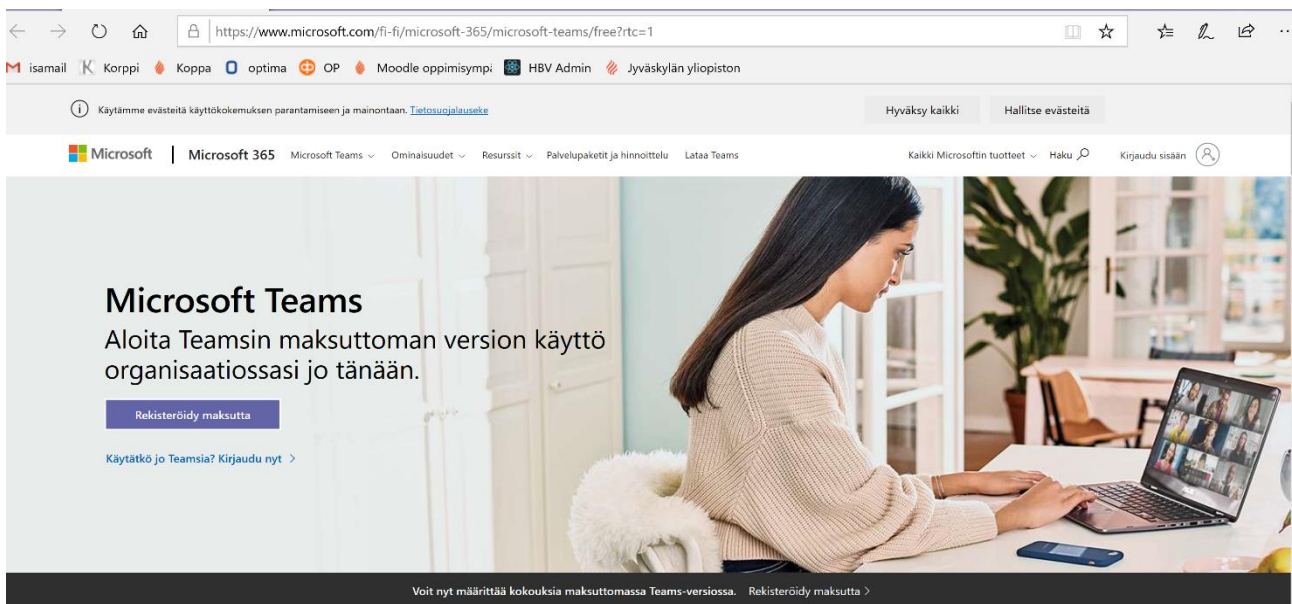 https://www.microsoft.com/fi-fi/microsoft-365/microsoft-teams/free?rtc=1
isamail Korppi Koppa optima OP Moodle oppimisympä HBV Admin Jyväskylän yliopiston
Käytämme evästeitä käyttökokemuksen parantamiseen ja mainontaan. Tietosuojalauseke Hyväksy kaikki Hallitse evästeitä
Microsoft Microsoft 365 Microsoft Teams Ominaisuudet Resurssit Palvelupaketit ja hinnoittelu Lataa Teams Kaikki Microsoftin tuotteet Haku Kirjaudu sisään
Microsoft Teams
Aloita Teamsin maksuttoman version käyttö
organisaatiossasi jo tänään.
Rekisteröidy maksutta
Käytätkö jo Teamsia? Kirjaudu nyt >
Voit nyt määrittää kokouksia maksuttomassa Teams-versiossa. Rekisteröidy maksutta >